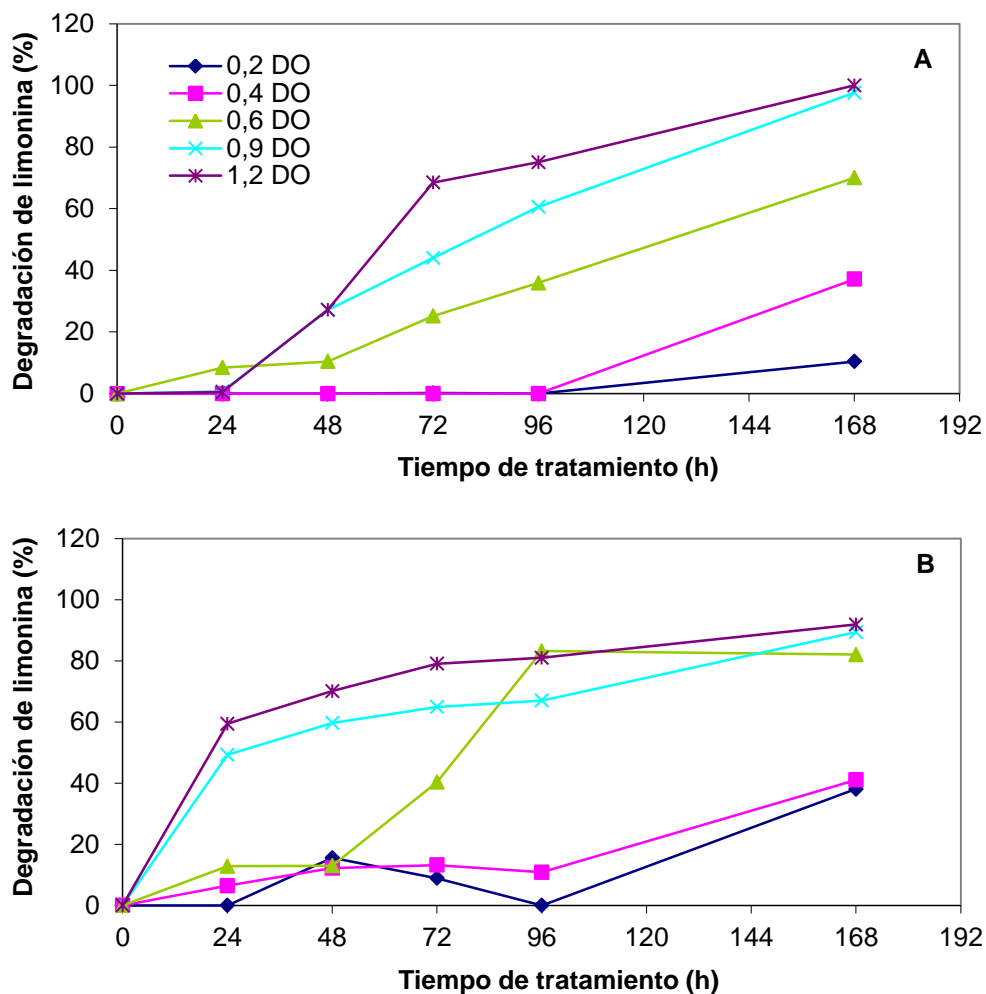 Degradación de limonina (%)
120
100
80
60
40
20
0
A
0,2 DO
0,4 DO
0,6 DO
0,9 DO
1,2 DO
0 24 48 72 96 120 144 168 192
Tiempo de tratamiento (h)
Degradación de limonina (%)
120
100
80
60
40
20
0
B
0 24 48 72 96 120 144 168 192
Tiempo de tratamiento (h)